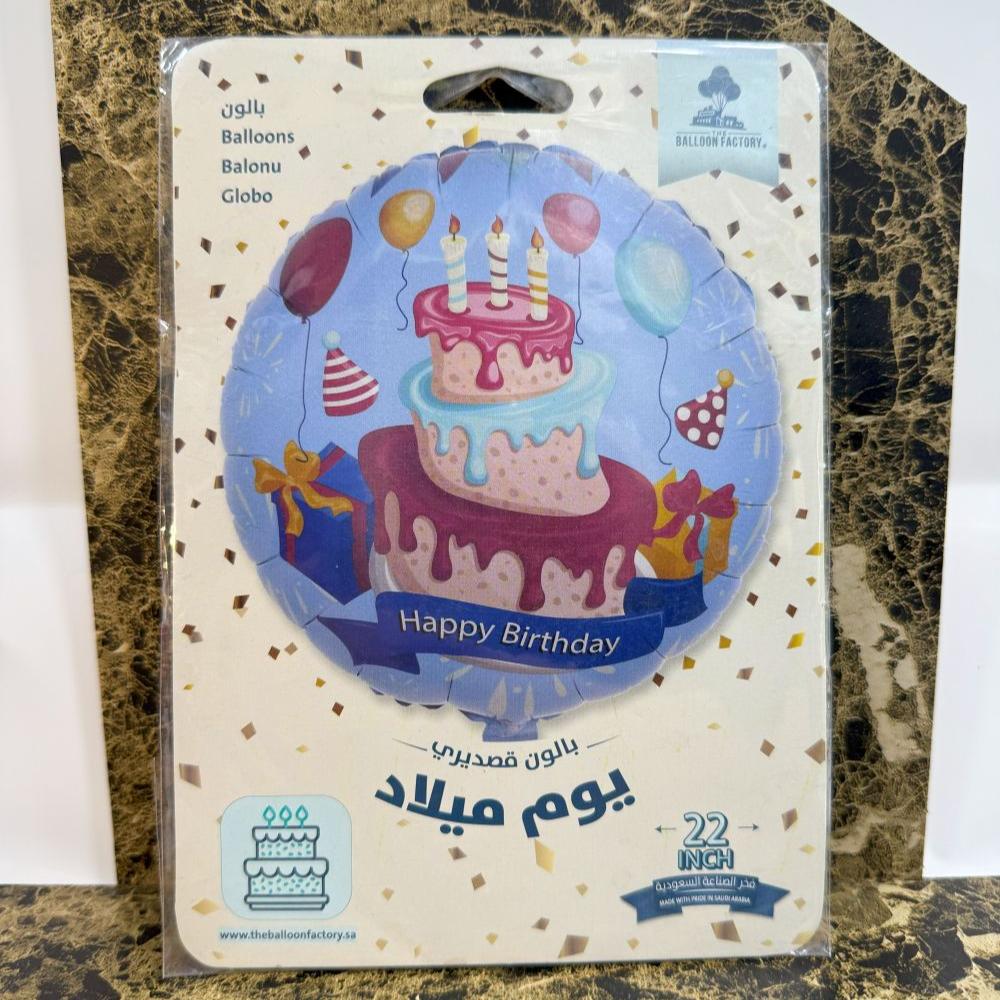 بالون
Balloons
Balonu
Globo
THE
BALLOON FACTORY
Happy Birthday
بالون قصديري
يوم ميلاد
22
INCH
فخر الصناعة السعودية
MADE WITH PRIDE IN SAUDI ARABIA
www.theballoonfactory.sa